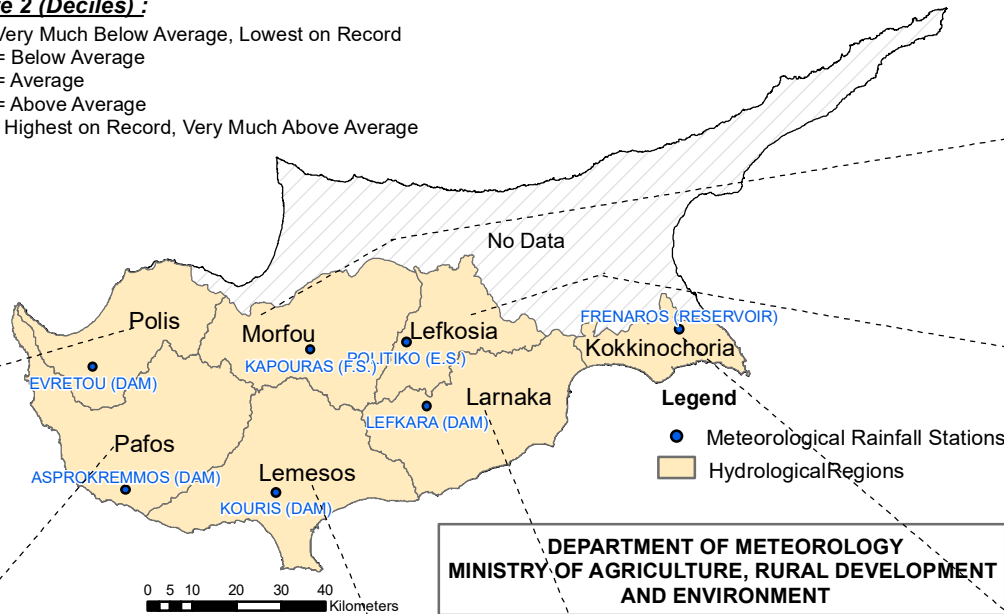 (Deciles) :
Very Much Below Average, Lowest on Record
= Below Average
= Average
= Above Average
Highest on Record, Very Much Above Average
No Data
Polis
Morfou
Lefkosia
FRENAROS (RESERVOIR)
Kokkinochoria
KAPOURAS (F.S.)
POLITIKO (E.S.)
EVRETOU (DAM)
Larnaka
LEFKARA (DAM)
Pafos
ASPROKREMMOS (DAM)
Lemesos
KOURIS (DAM)
Legend
Meteorological Rainfall Stations
HydrologicalRegions
DEPARTMENT OF METEOROLOGY
MINISTRY OF AGRICULTURE, RURAL DEVELOPMENT
AND ENVIRONMENT
0 5 10 20 30 40
Kilometers